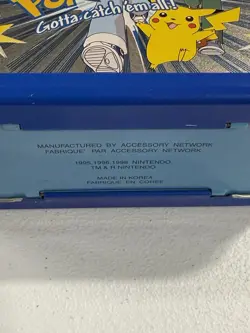 Gotta catch 'em all!
MANUFACTURED BY ACCESSORY NETWORK
FABRIQUE' PAR ACCESSORY NETWORK
1995,1996,1998 NINTENDO.
TM & R NINTENDO
MADE IN KOREA
FABRIQUE EN COREE